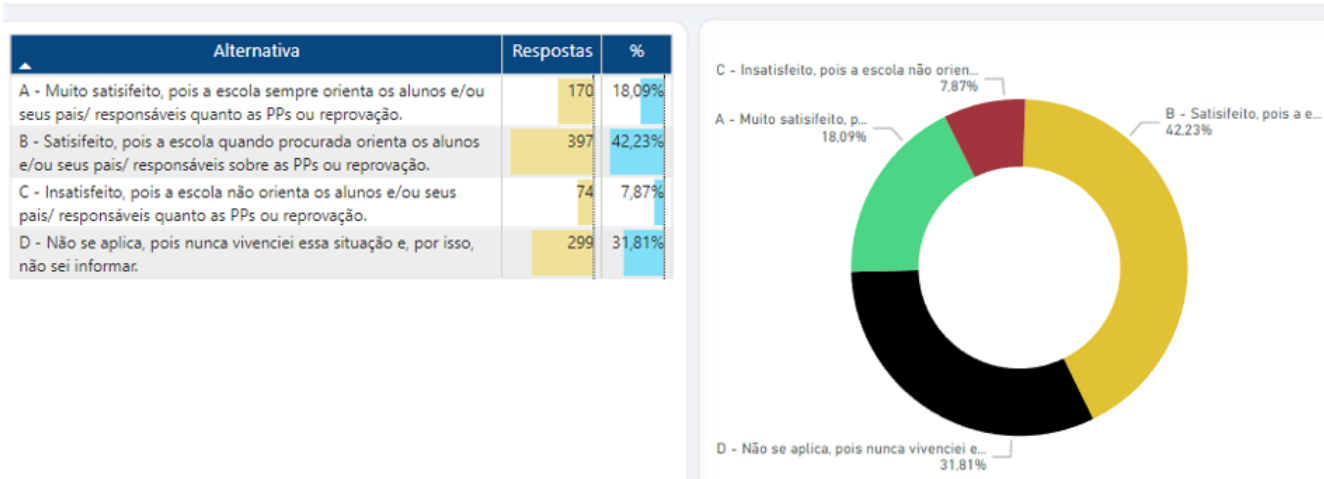 Alternativa Respostas %
A - Muito satisifeito, pois a escola sempre orienta os alunos e/ou 170 18,09%
seus pais/ responsáveis quanto as PPs ou reprovação.
B - Satisifeito, pois a escola quando procurada orienta os alunos 397 42,23%
e/ou seus pais/ responsáveis sobre as PPs ou reprovação.
C - Insatisfeito, pois a escola não orienta os alunos e/ou seus 74 7,87%
pais/ responsáveis quanto as PPs ou reprovação.
D - Não se aplica, pois nunca vivenciei essa situação e, por isso, 299 31,81%
não sei informar.
C - Insatisfeito, pois a escola não orien...
7,87%
A - Muito satisifeito, p...
18,09%
B - Satisifeito, pois a e...
42,23%
D - Não se aplica, pois nunca vivenciei e...
31,81%